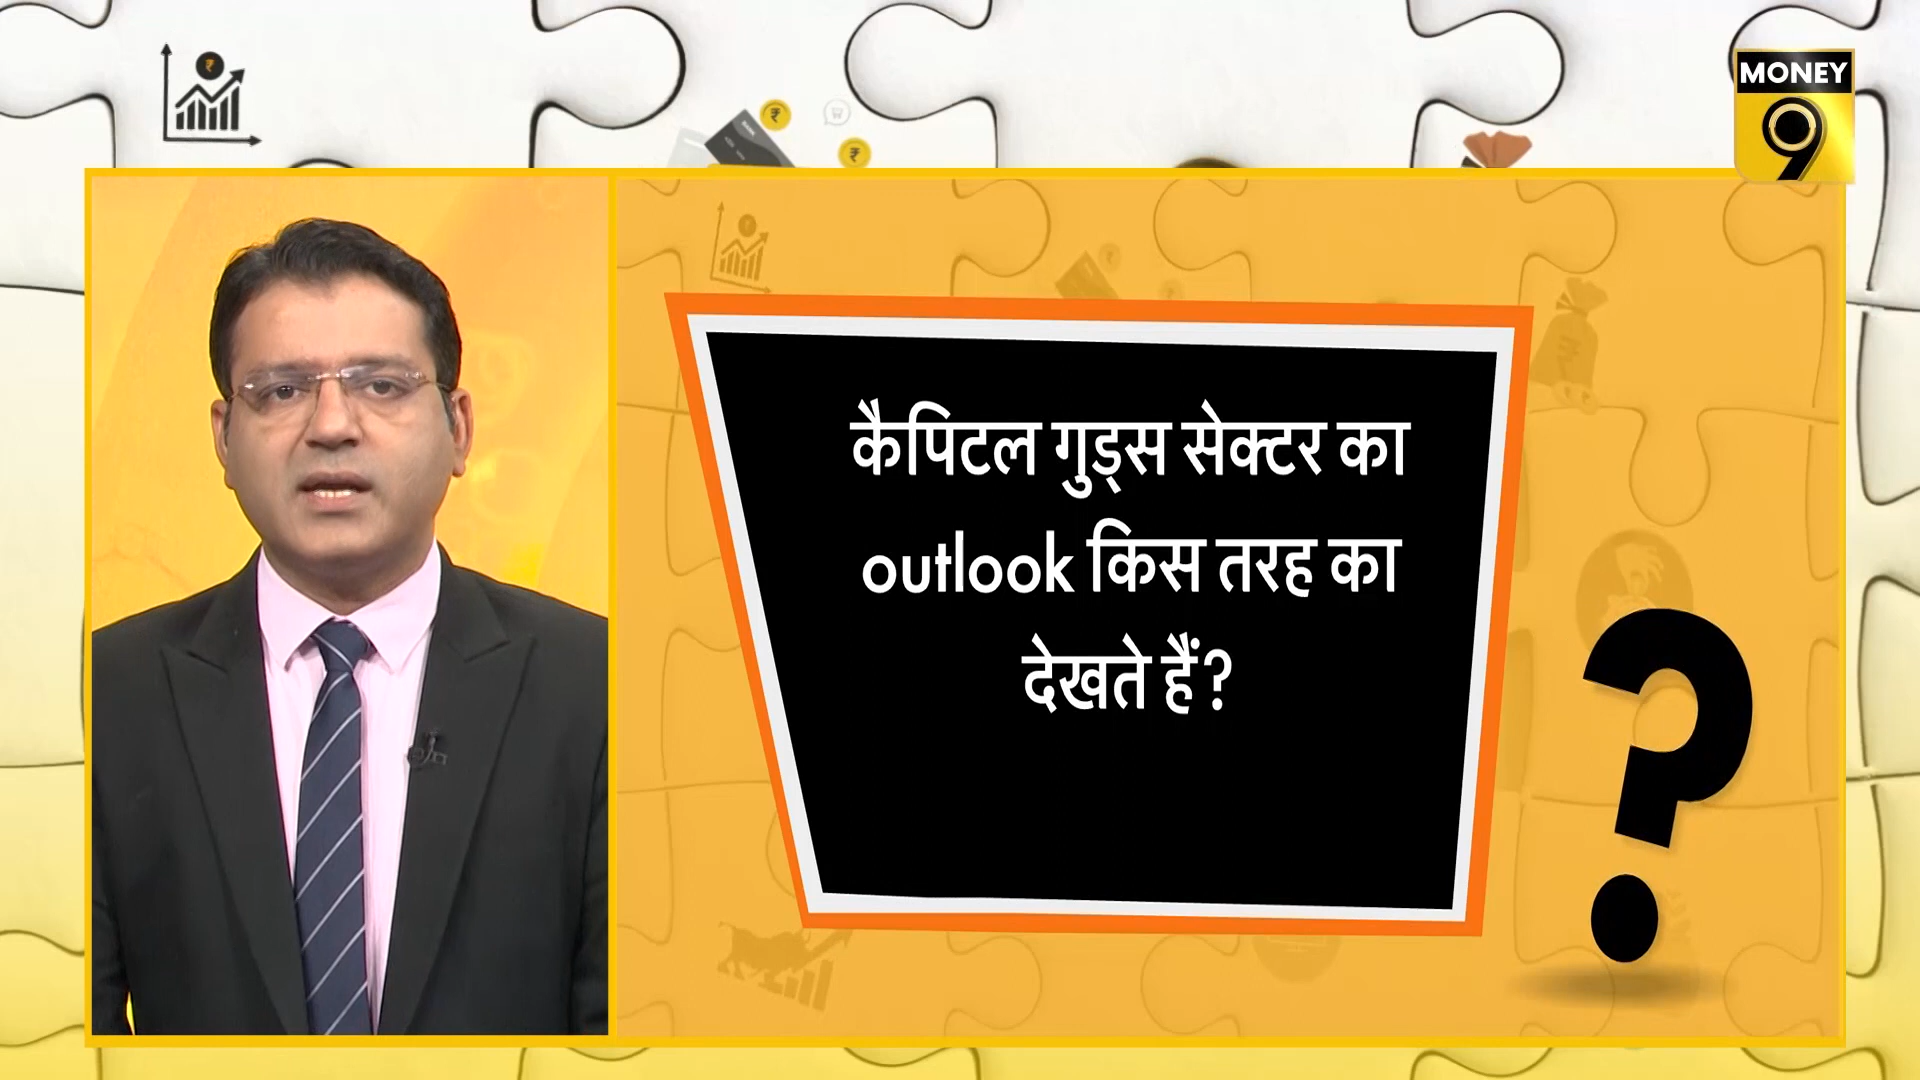 MONEY
9
कैपिटल गुड्स सेक्टर का
outlook किस तरह का
देखते हैं?
?